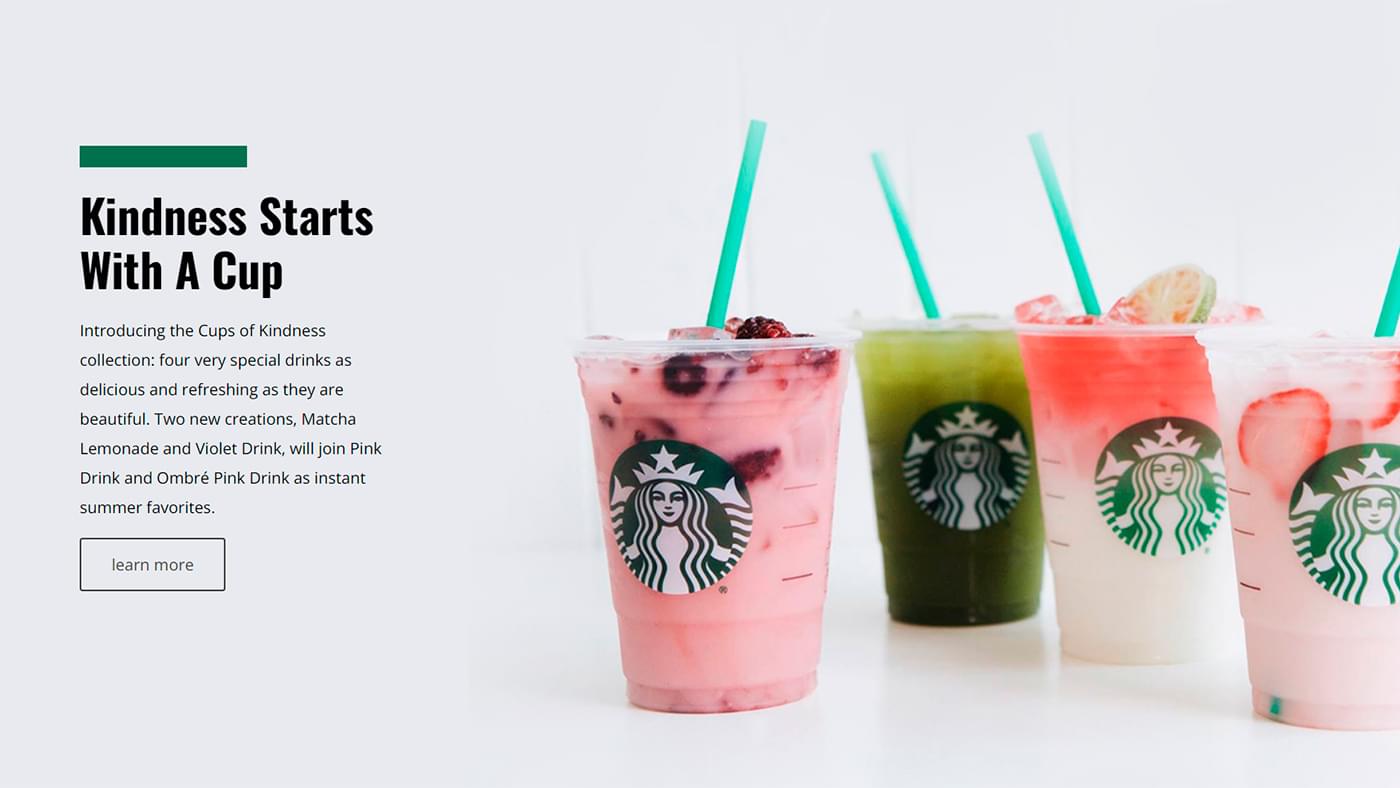 Kindness Starts
With A Cup
Introducing the Cups of Kindness
collection: four very special drinks as
delicious and refreshing as they are
beautiful. Two new creations, Matcha
Lemonade and Violet Drink, will join Pink
Drink and Ombré Pink Drink as instant
summer favorites.
learn more
®